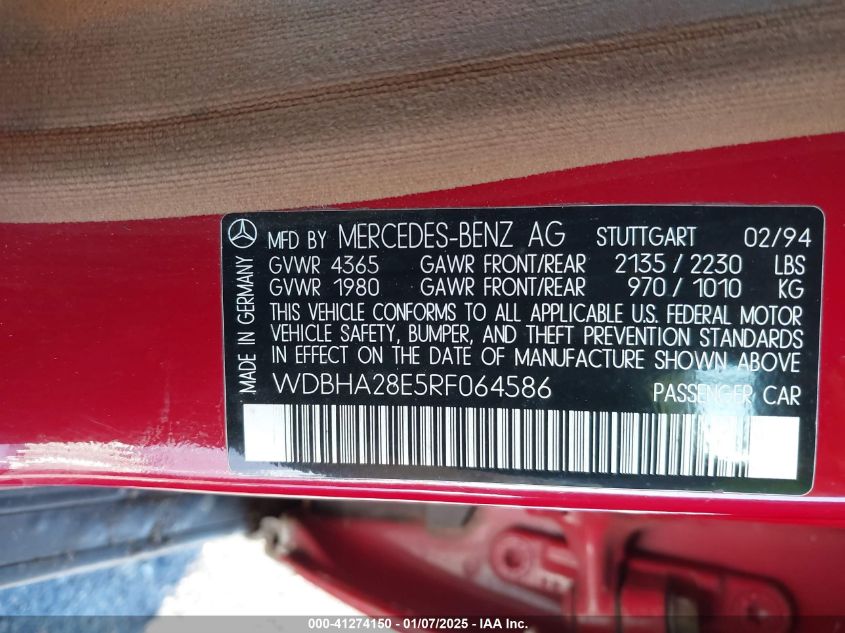 MFD BY MERCEDES-BENZ AG STUTTGART 02/94
GVWR 4365 GAWR FRONT/REAR 2135 / 2230 LBS
GVWR 1980 GAWR FRONT/REAR 970 / 1010 KG
THIS VEHICLE CONFORMS TO ALL APPLICABLE U.S. FEDERAL MOTOR
VEHICLE SAFETY, BUMPER, AND THEFT PREVENTION STANDARDS
IN EFFECT ON THE DATE OF MANUFACTURE SHOWN ABOVE
WDBHA28E5RF064586 PASSENGER CAR
MADE IN GERMANY
000-41274150 — 01/07/2025 — IAA Inc.